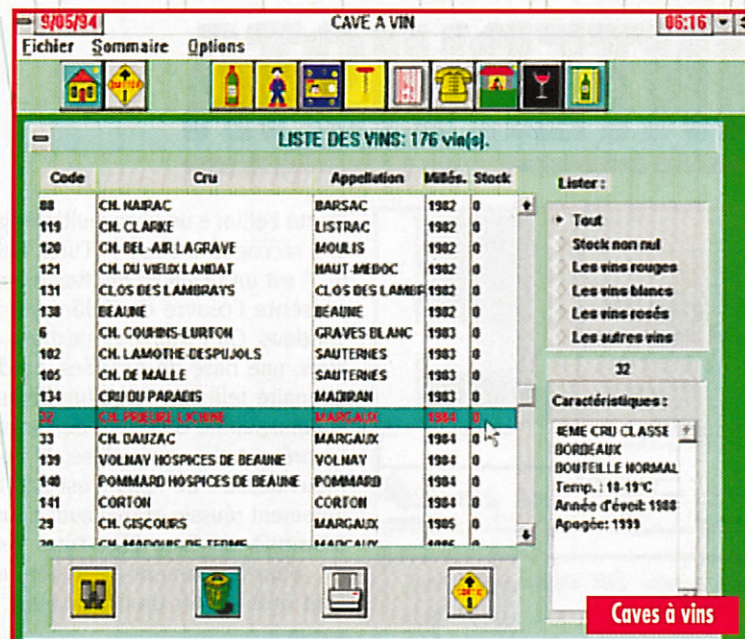 9/05/94 CAVE A VIN 06:16
Fichier Sommaire Options
LISTE DES VINS: 176 vin(s).
Code Cru Appellation Millés. Stock
88 CH. NAIRAC BARSAC 1982 0
119 CH. CLARKE LISTRAC 1982 0
120 CH. BEL-AIR LAGRAVE MOULIS 1982 0
121 CH. DU VIEUX LANDAT HAUT-MEDOC 1982 0
131 CLOS DES LAMBRAYS CLOS DES LAMBR 1982 0
138 BEAUNE BEAUNE 1982 0
6 CH. COUHINS-LURTON GRAVES BLANC 1983 0
102 CH. LAMOTHE-DESPUJOLS SAUTERNES 1983 0
105 CH. DE MALLE SAUTERNES 1983 0
134 CRU DU PARADIS MADIRAN 1983 0
32 CH. PRIEURE LICHINE MARGAUX 1984 0
33 CH. DAUZAC MARGAUX 1984 0
139 VOLNAY HOSPICES DE BEAUNE VOLNAY 1984 0
140 POMMARD HOSPICES DE BEAUNE POMMARD 1984 0
141 CORTON CORTON 1984 0
29 CH. GISCOURS MARGAUX 1985 0
CH. MARQUIS DE TERME MARGAUX
Lister :
Tout
Stock non nul
Les vins rouges
Les vins blancs
Les vins rosés
Les autres vins
32
Caractéristiques :
4EME CRU CLASSE
BORDEAUX
BOUTEILLE NORMAL
Temp. : 18-19°C
Année d'éveil: 1988
Apogée: 1999
Caves à vins